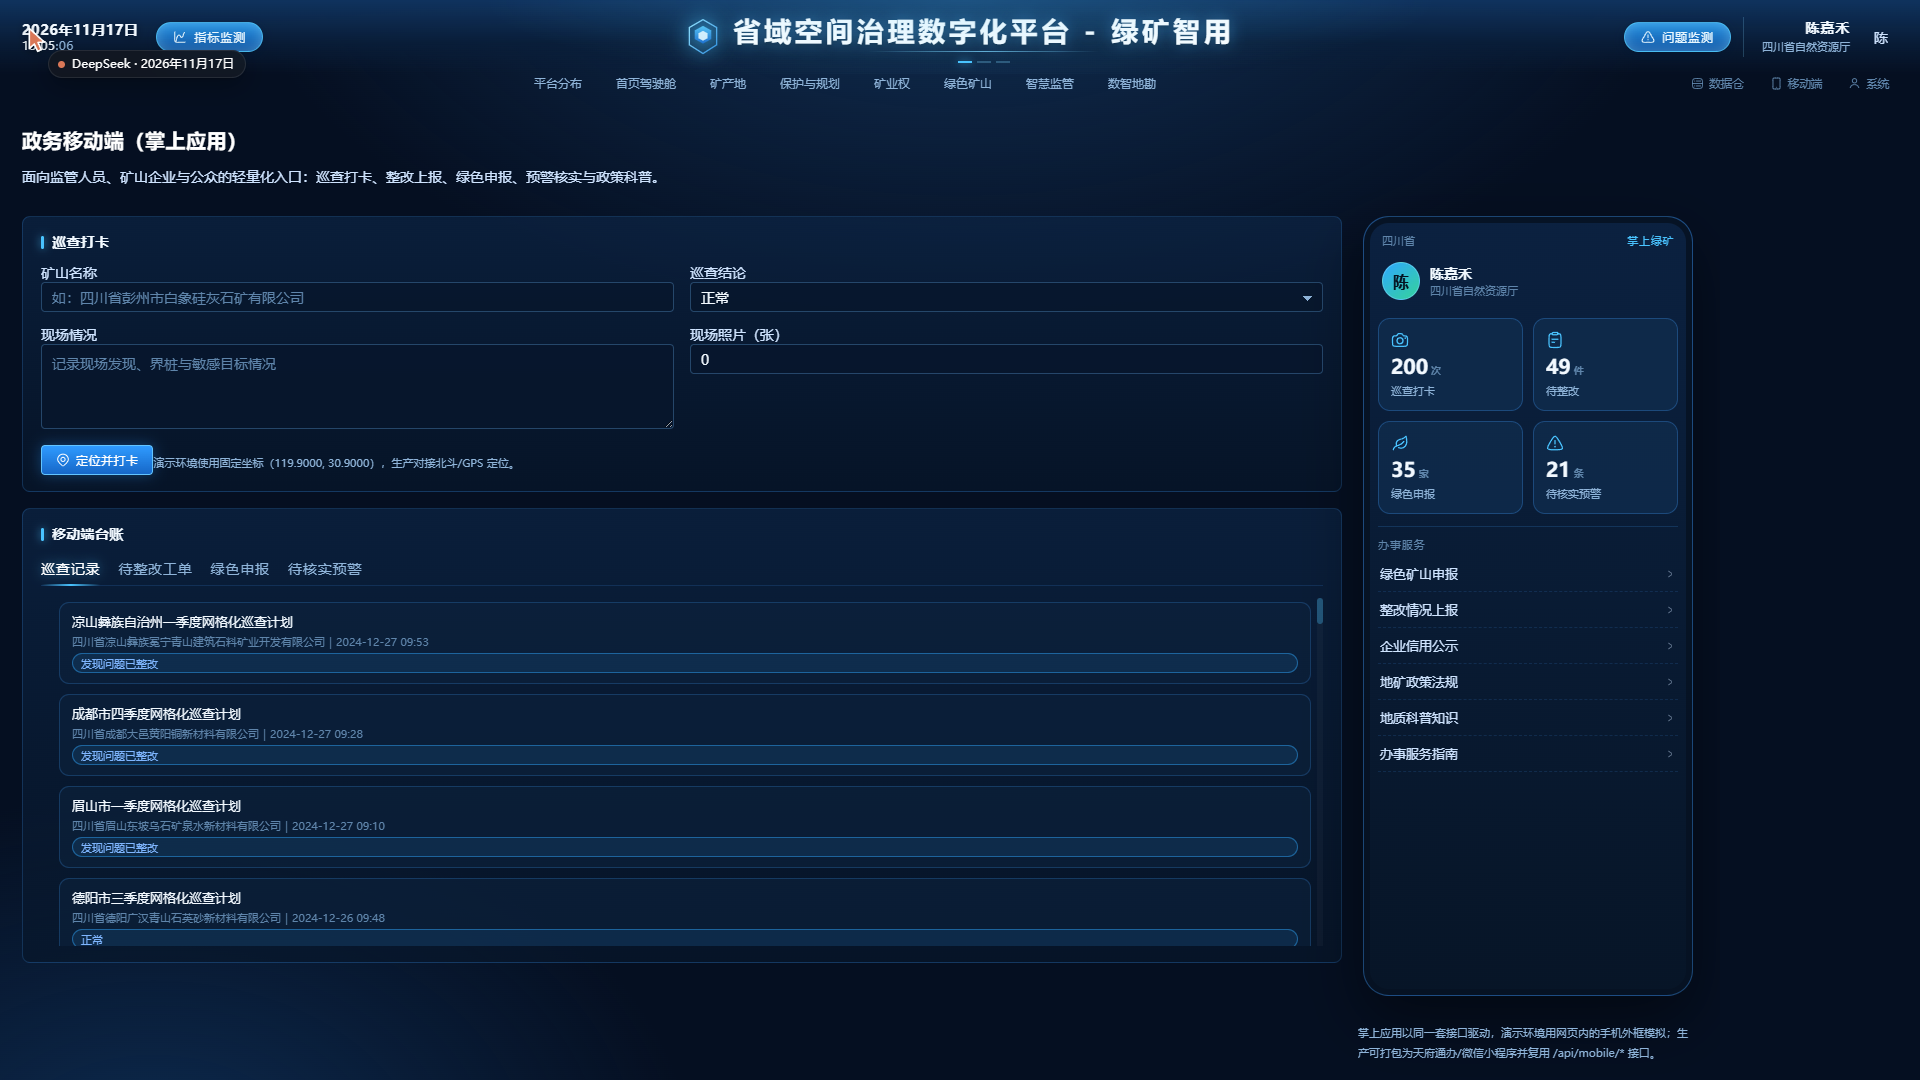 2026年11月17日
05:06
指标监测
DeepSeek · 2026年11月17日
省域空间治理数字化平台 - 绿矿智用
问题监测
陈嘉禾
四川省自然资源厅
陈
平台分布
首页驾驶舱
矿产地
保护与规划
矿业权
绿色矿山
智慧监管
数智地勘
数据仓
移动端
系统
政务移动端（掌上应用）
面向监管人员、矿山企业与公众的轻量化入口：巡查打卡、整改上报、绿色申报、预警核实与政策科普。
巡查打卡
矿山名称
如：四川省彭州市白象硅灰石矿有限公司
巡查结论
正常
现场情况
记录现场发现、界桩与敏感目标情况
现场照片（张）
0
定位并打卡
演示环境使用固定坐标（119.9000, 30.9000），生产对接北斗/GPS 定位。
移动端台账
巡查记录
待整改工单
绿色申报
待核实预警
凉山彝族自治州一季度网格化巡查计划
四川省凉山彝族冕宁青山建筑石料矿业开发有限公司 | 2024-12-27 09:53
发现问题已整改
成都市四季度网格化巡查计划
四川省成都大邑黄阳铜新材料有限公司 | 2024-12-27 09:28
发现问题已整改
眉山市一季度网格化巡查计划
四川省眉山东坡乌石矿泉水新材料有限公司 | 2024-12-27 09:10
发现问题已整改
德阳市三季度网格化巡查计划
四川省德阳广汉青山石英砂新材料有限公司 | 2024-12-26 09:48
正常
四川省
掌上绿矿
陈
陈嘉禾
四川省自然资源厅
200 次
巡查打卡
49 件
待整改
35 家
绿色申报
21 条
待核实预警
办事服务
绿色矿山申报
整改情况上报
企业信用公示
地矿政策法规
地质科普知识
办事服务指南
掌上应用以同一套接口驱动，演示环境用网页内的手机外框模拟；生
产可打包为天府通办/微信小程序并复用 /api/mobile/* 接口。